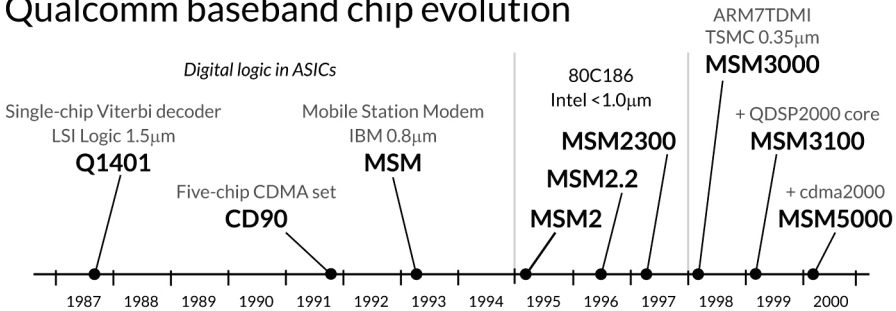 Qualcomm baseband chip evolution
Digital logic in ASICs
Single-chip Viterbi decoder
LSI Logic 1.5μm
Q1401
Five-chip CDMA set
CD90
Mobile Station Modem
IBM 0.8μm
MSM
80C186
Intel <1.0μm
MSM2300
MSM2.2
MSM2
ARM7TDMI
TSMC 0.35μm
MSM3000
+ QDSP2000 core
MSM3100
+ cdma2000
MSM5000
1987 1988 1989 1990 1991 1992 1993 1994 1995 1996 1997 1998 1999 2000